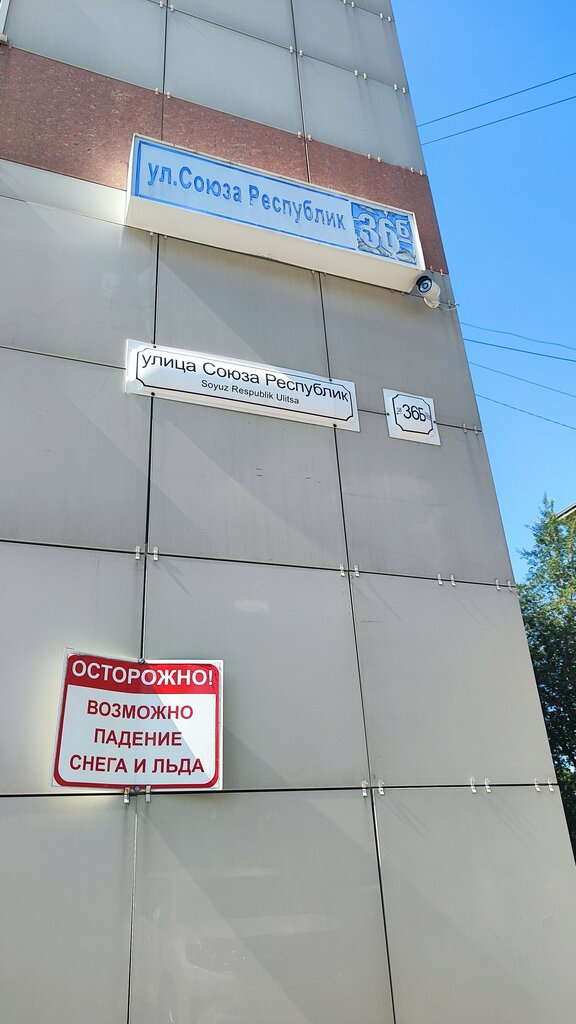 ул.Союза Республик 36б
улица Союза Республик
Soyuz Respublik Ulitsa
36Б
ОСТОРОЖНО!
ВОЗМОЖНО
ПАДЕНИЕ
СНЕГА И ЛЬДА